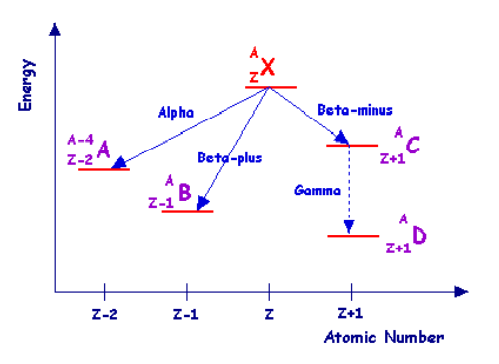 A
Z X
Energy
Alpha
Beta-minus
A-4
Z-2 A
A
Z+1 C
Beta-plus
A
Z-1 B
Gamma
A
Z+1 D
Z-2 Z-1 Z Z+1
Atomic Number